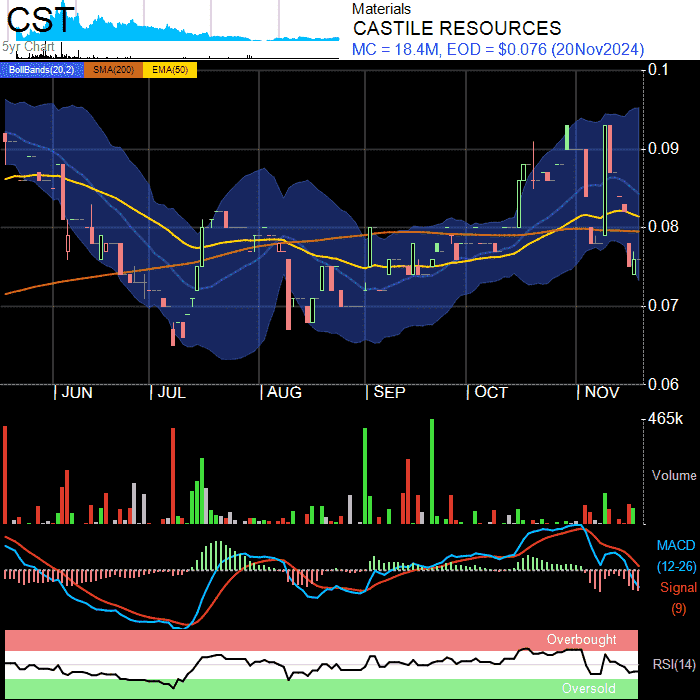 CST
5yr Chart
Materials
CASTILE RESOURCES
MC = 18.4M, EOD = $0.076 (20Nov2024)
BollBands(20,2) SMA(200) EMA(50)
0.1
0.09
0.08
0.07
0.06
JUN JUL AUG SEP OCT NOV
465k
Volume
MACD
(12-26)
Signal
(9)
Overbought
RSI(14)
Oversold